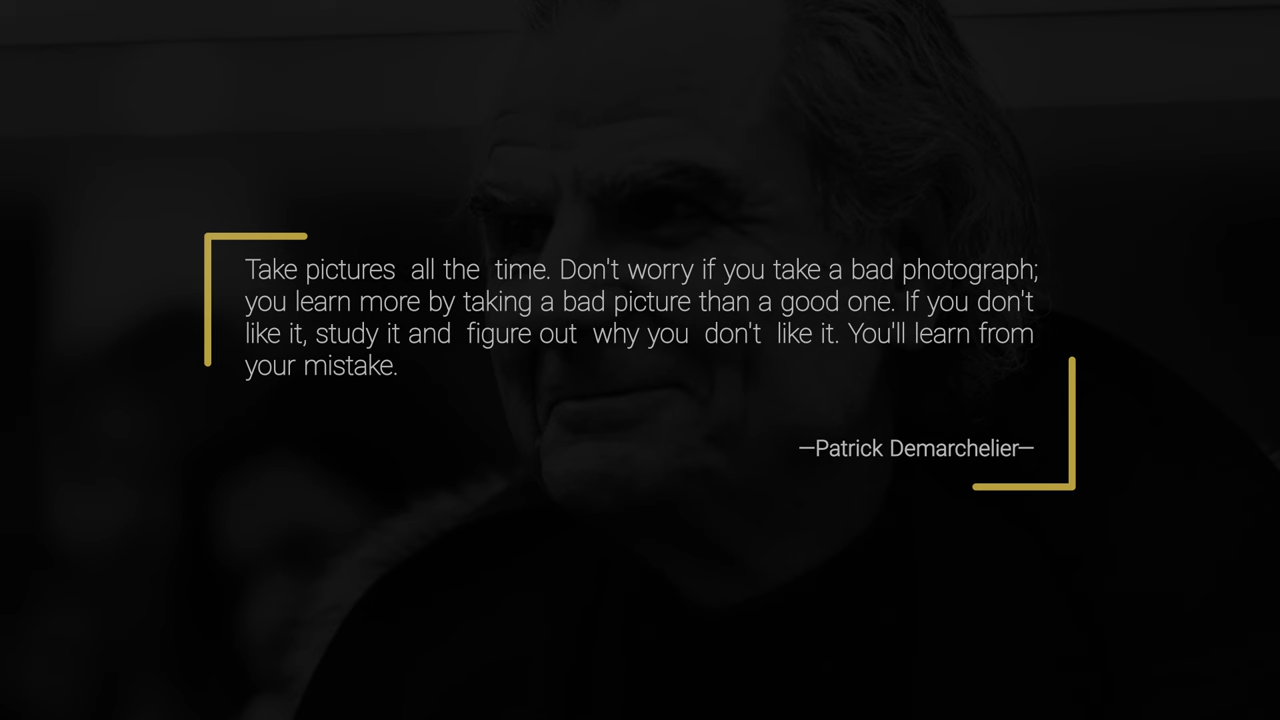 Take pictures all the time. Don't worry if you take a bad photograph;
you learn more by taking a bad picture than a good one. If you don't
like it, study it and figure out why you don't like it. You'll learn from
your mistake.
—Patrick Demarchelier—